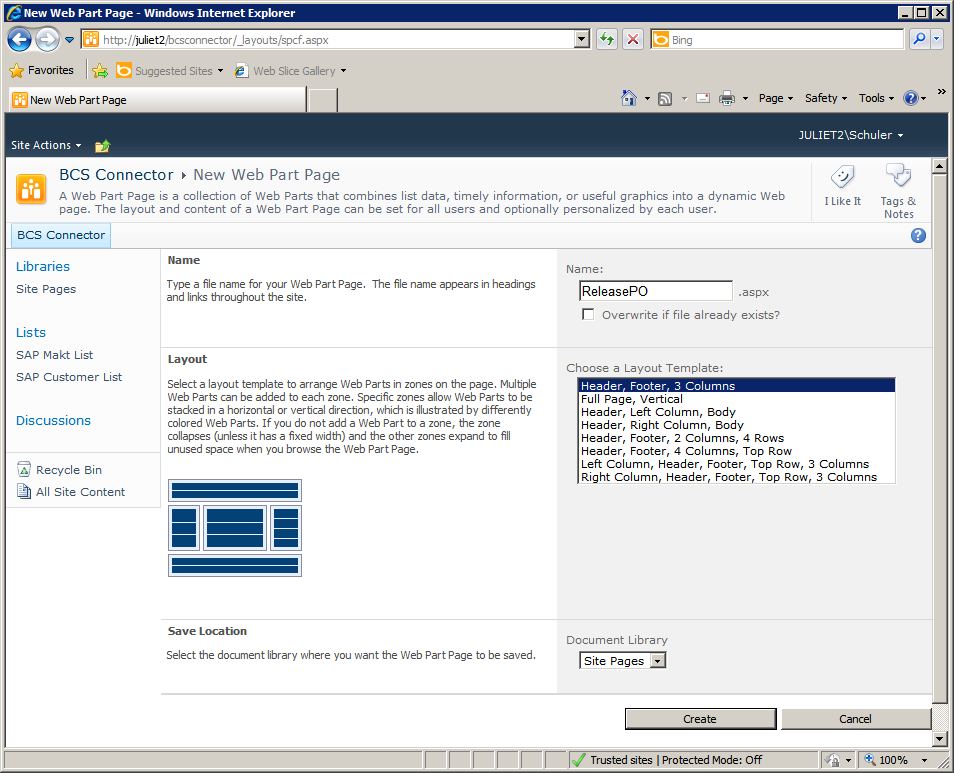 New Web Part Page - Windows Internet Explorer
http://juliet2/bcsconnector/_layouts/spcf.aspx
Bing
Favorites
Suggested Sites
Web Slice Gallery
New Web Part Page
Page
Safety
Tools
»
Site Actions
JULIET2\Schuler
BCS Connector
New Web Part Page
A Web Part Page is a collection of Web Parts that combines list data, timely information, or useful graphics into a dynamic Web
page. The layout and content of a Web Part Page can be set for all users and optionally personalized by each user.
I Like It
Tags &
Notes
BCS Connector
Libraries
Site Pages
Lists
SAP Makt List
SAP Customer List
Discussions
Recycle Bin
All Site Content
Name
Type a file name for your Web Part Page.  The file name appears in headings
and links throughout the site.
Name:
ReleasePO
.aspx
Overwrite if file already exists?
Layout
Select a layout template to arrange Web Parts in zones on the page. Multiple
Web Parts can be added to each zone. Specific zones allow Web Parts to be
stacked in a horizontal or vertical direction, which is illustrated by differently
colored Web Parts. If you do not add a Web Part to a zone, the zone
collapses (unless it has a fixed width) and the other zones expand to fill
unused space when you browse the Web Part Page.
Choose a Layout Template:
Header, Footer, 3 Columns
Full Page, Vertical
Header, Left Column, Body
Header, Right Column, Body
Header, Footer, 2 Columns, 4 Rows
Header, Footer, 4 Columns, Top Row
Left Column, Header, Footer, Top Row, 3 Columns
Right Column, Header, Footer, Top Row, 3 Columns
Save Location
Select the document library where you want the Web Part Page to be saved.
Document Library
Site Pages
Create
Cancel
Trusted sites | Protected Mode: Off
100%